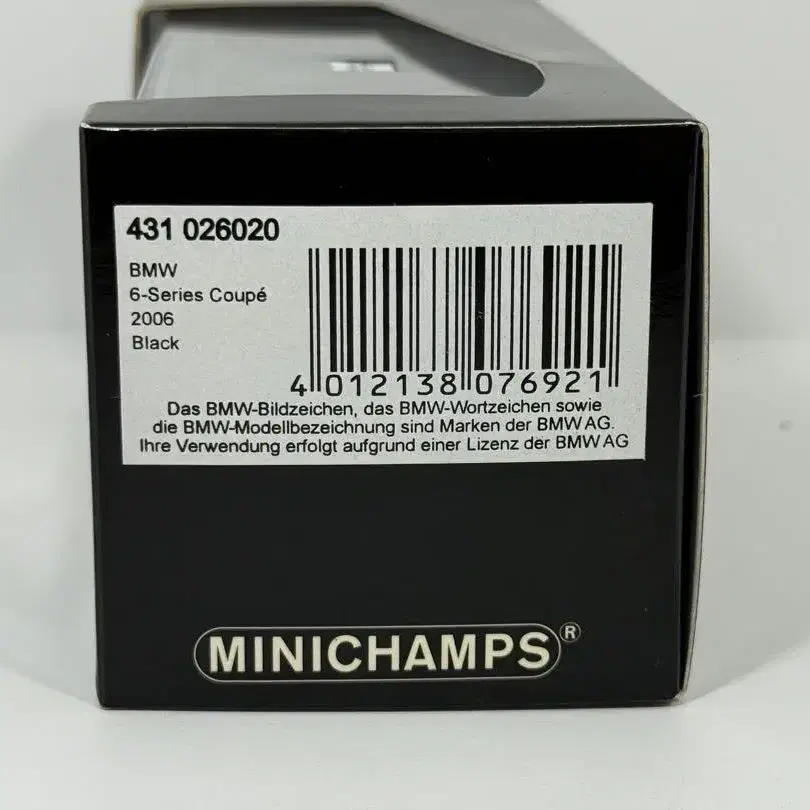 431 026020
BMW
6-Series Coupé
2006
Black
4 012138 076921
Das BMW-Bildzeichen, das BMW-Wortzeichen sowie
die BMW-Modellbezeichnung sind Marken der BMW AG.
Ihre Verwendung erfolgt aufgrund einer Lizenz der BMW AG
MINICHAMPS®